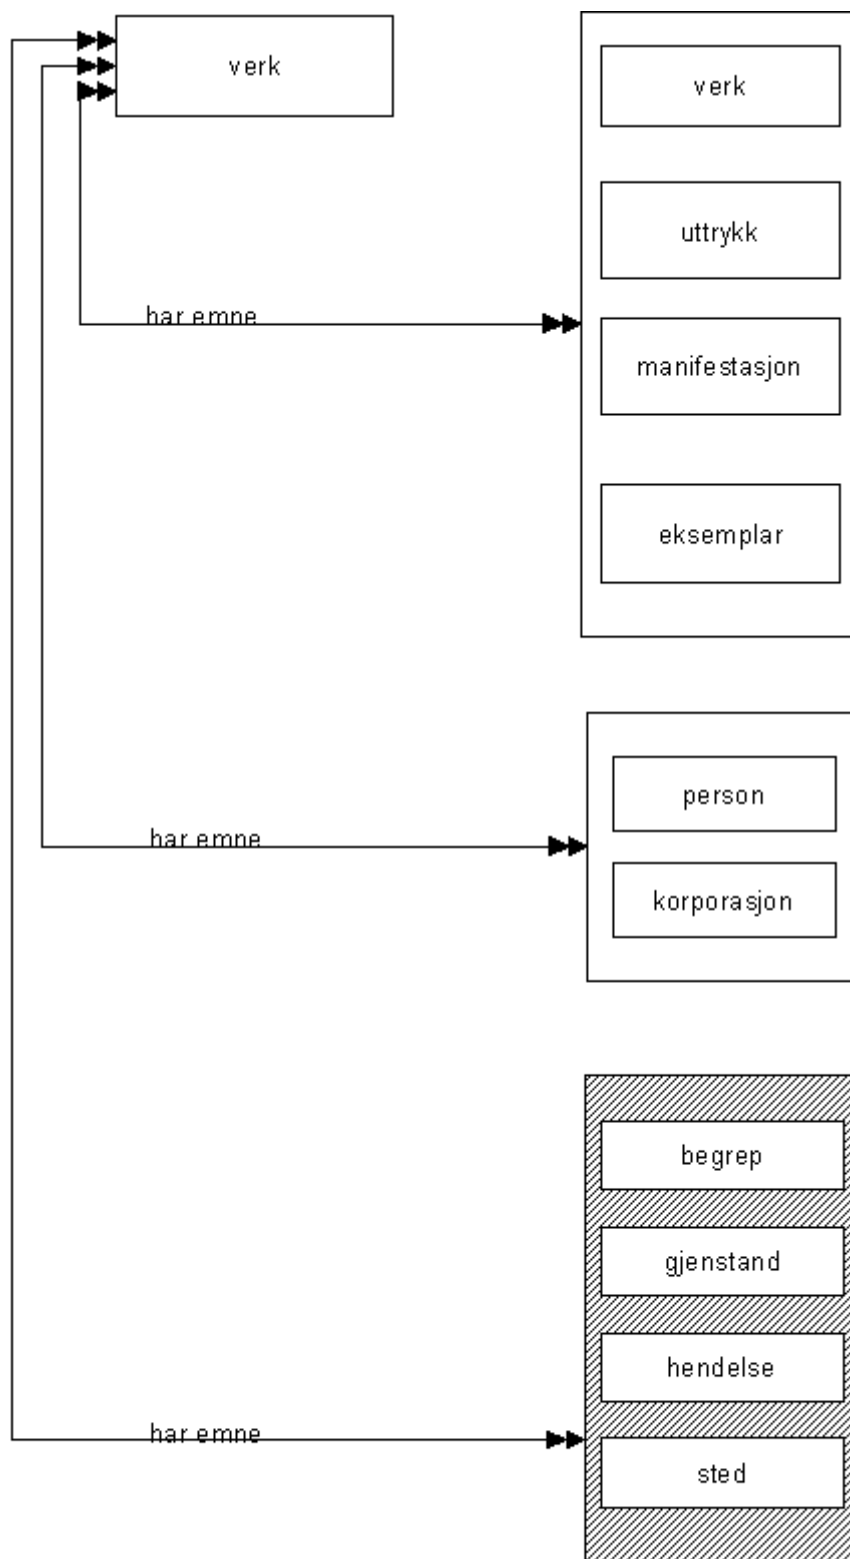 verk
verk
uttrykk
har emne
manifestasjon
eksemplar
person
har emne
korporasjon
begrep
gjenstand
hendelse
har emne
sted